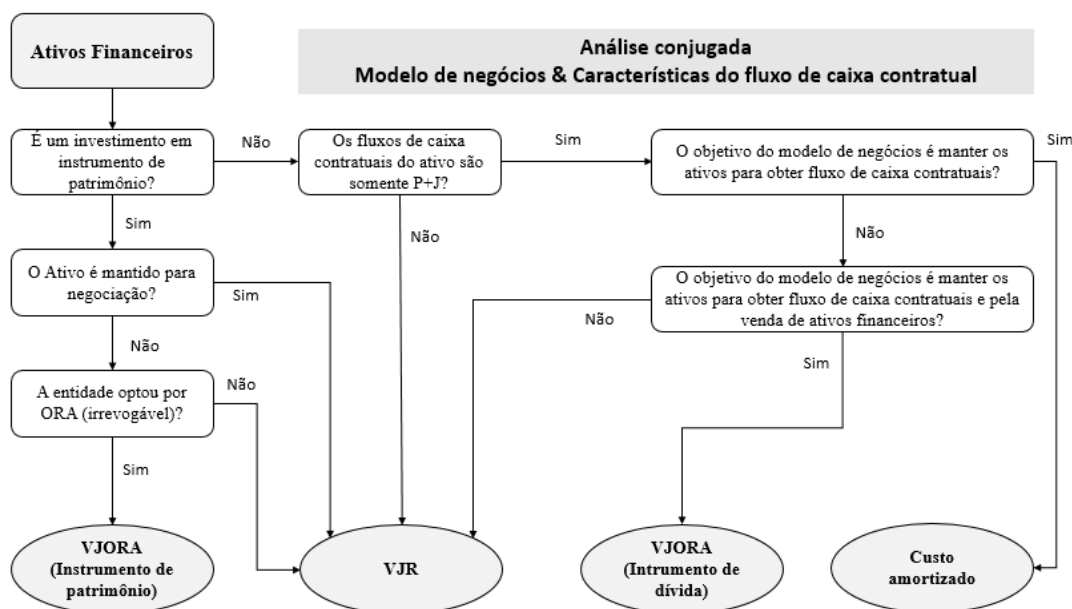 Ativos Financeiros
Análise conjugada
Modelo de negócios & Características do fluxo de caixa contratual
É um investimento em
instrumento de
patrimônio?
Não
Os fluxos de caixa
contratuais do ativo são
somente P+J?
Sim
O objetivo do modelo de negócios é manter os
ativos para obter fluxo de caixa contratuais?
Sim
Sim
Não
Não
O Ativo é mantido para
negociação?
Sim
O objetivo do modelo de negócios é manter os
ativos para obter fluxo de caixa contratuais e pela
venda de ativos financeiros?
Não
Não
Sim
A entidade optou por
ORA (irrevogável)?
Não
Sim
VJORA
(Instrumento de
patrimônio)
VJR
VJORA
(Intrumento de
dívida)
Custo
amortizado